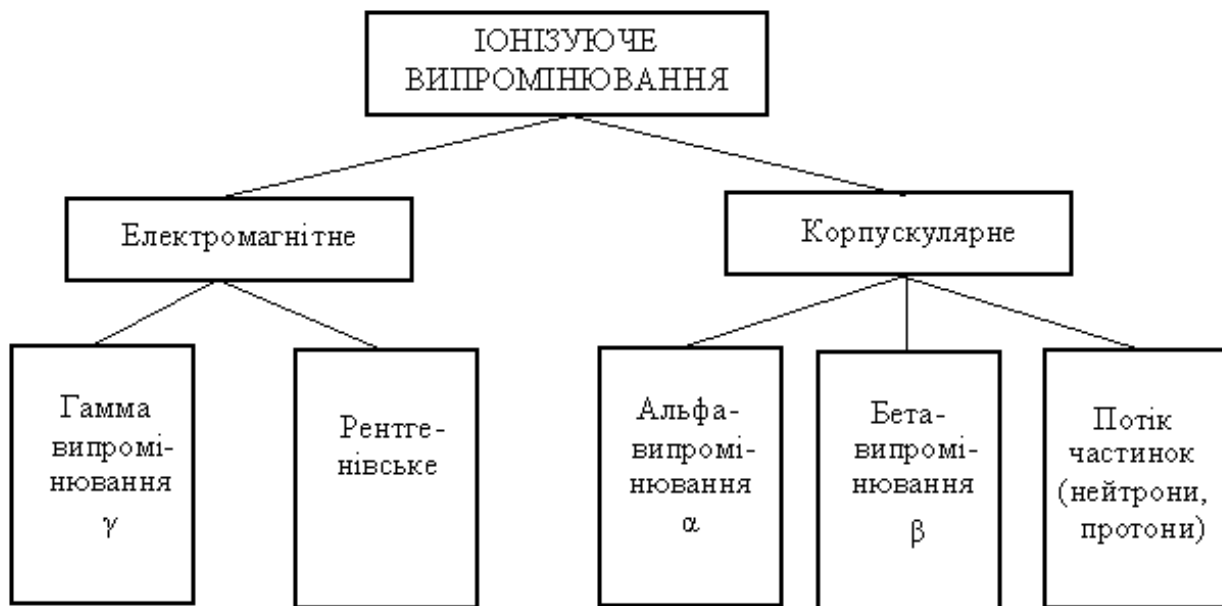 ІОНІЗУЮЧЕ
ВИПРОМІНЮВАННЯ
Електромагнітне
Корпускулярне
Гамма
випромі-
нювання
γ
Рентге-
нівське
Альфа-
випромі-
нювання
α
Бета-
випромі-
нювання
β
Потік
частинок
(нейтрони,
протони)